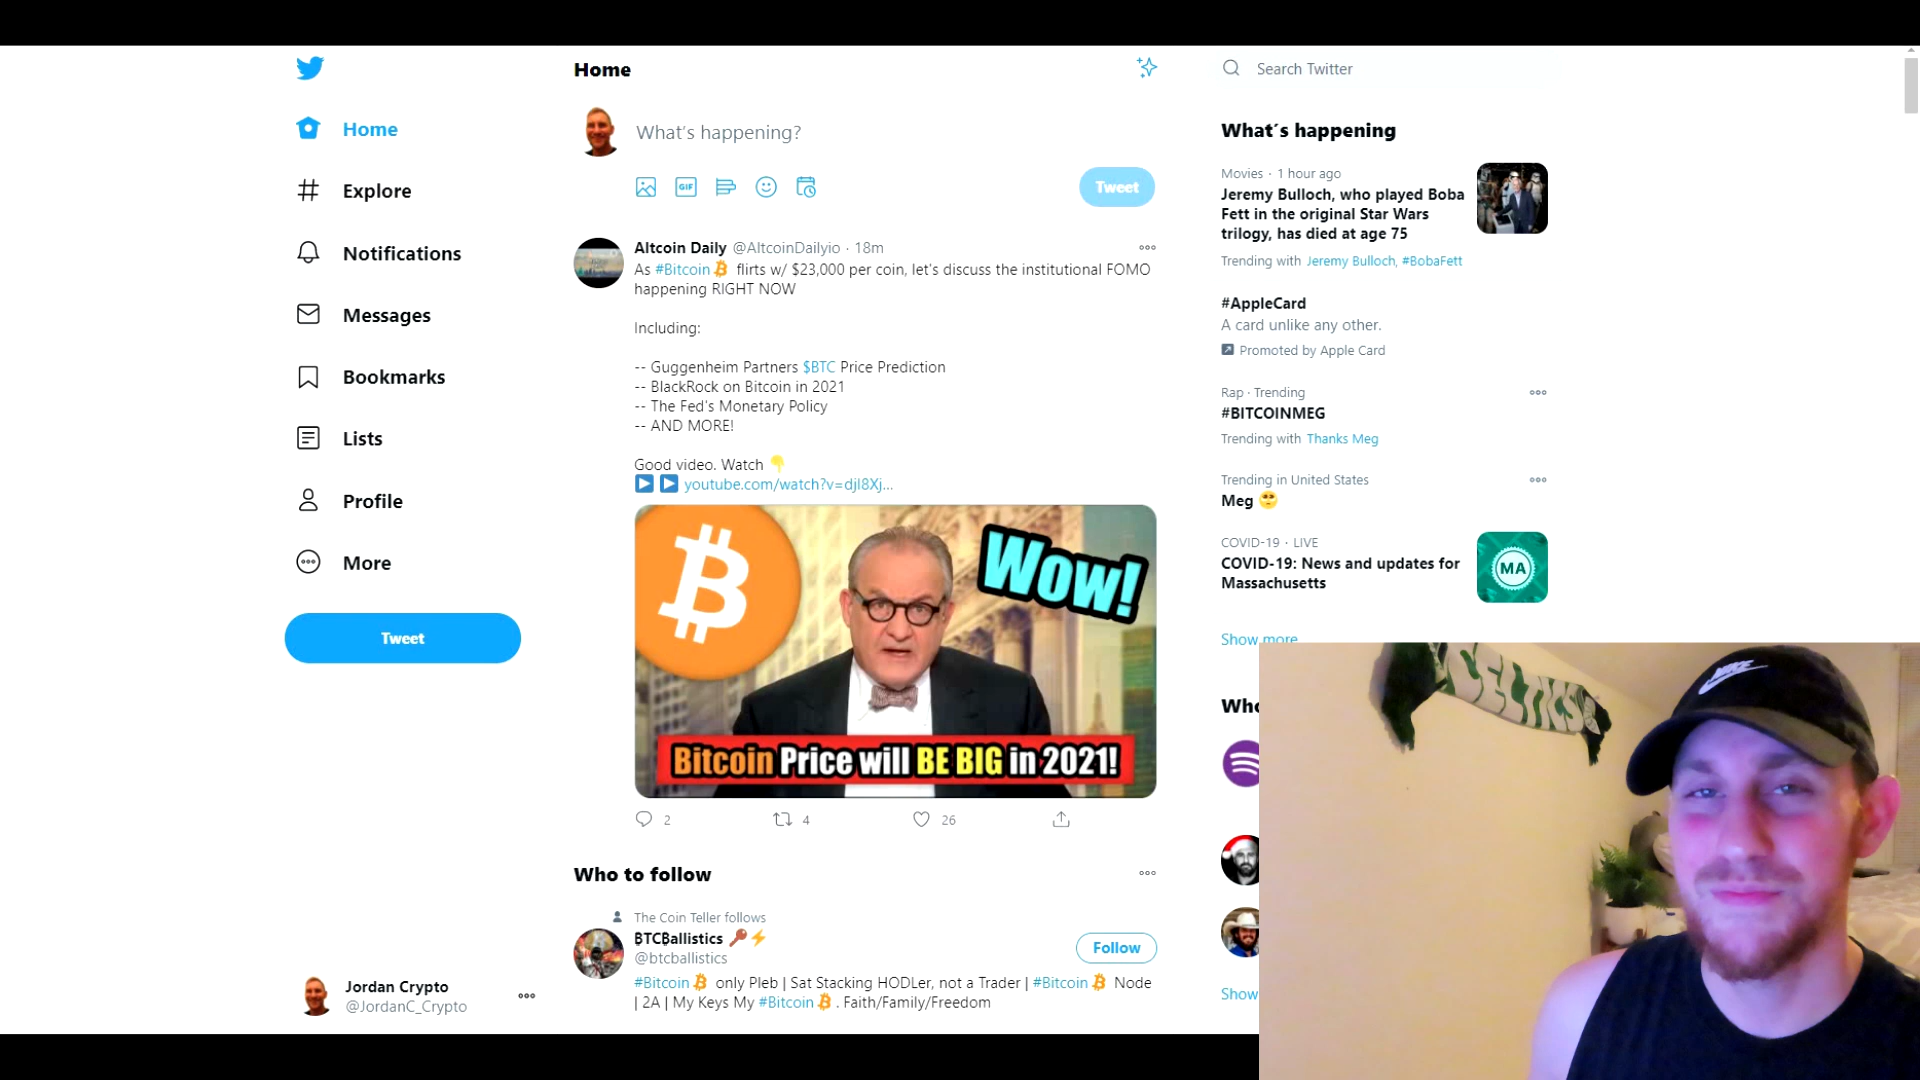 Home
Explore
Notifications
Messages
Bookmarks
Lists
Profile
More
Tweet
Jordan Crypto
@JordanC_Crypto
Home
What's happening?
GIF
Tweet
Altcoin Daily @AltcoinDailyio · 18m
As #Bitcoin flirts w/ $23,000 per coin, let's discuss the institutional FOMO
happening RIGHT NOW
Including:
-- Guggenheim Partners $BTC Price Prediction
-- BlackRock on Bitcoin in 2021
-- The Fed's Monetary Policy
-- AND MORE!
Good video. Watch
youtube.com/watch?v=djI8Xj...
Wow!
Bitcoin Price will BE BIG in 2021!
2 4 26
Who to follow
The Coin Teller follows
₿TC₿allistics
@btcballistics
Follow
#Bitcoin only Pleb | Sat Stacking HODLer, not a Trader | #Bitcoin Node
| 2A | My Keys My #Bitcoin. Faith/Family/Freedom
Search Twitter
What´s happening
Movies · 1 hour ago
Jeremy Bulloch, who played Boba
Fett in the original Star Wars
trilogy, has died at age 75
Trending with Jeremy Bulloch, #BobaFett
#AppleCard
A card unlike any other.
Promoted by Apple Card
Rap · Trending
#BITCOINMEG
Trending with Thanks Meg
Trending in United States
Meg
COVID-19 · LIVE
COVID-19: News and updates for
Massachusetts
MA
Show more
Who
Show
CELTICS
NIKE